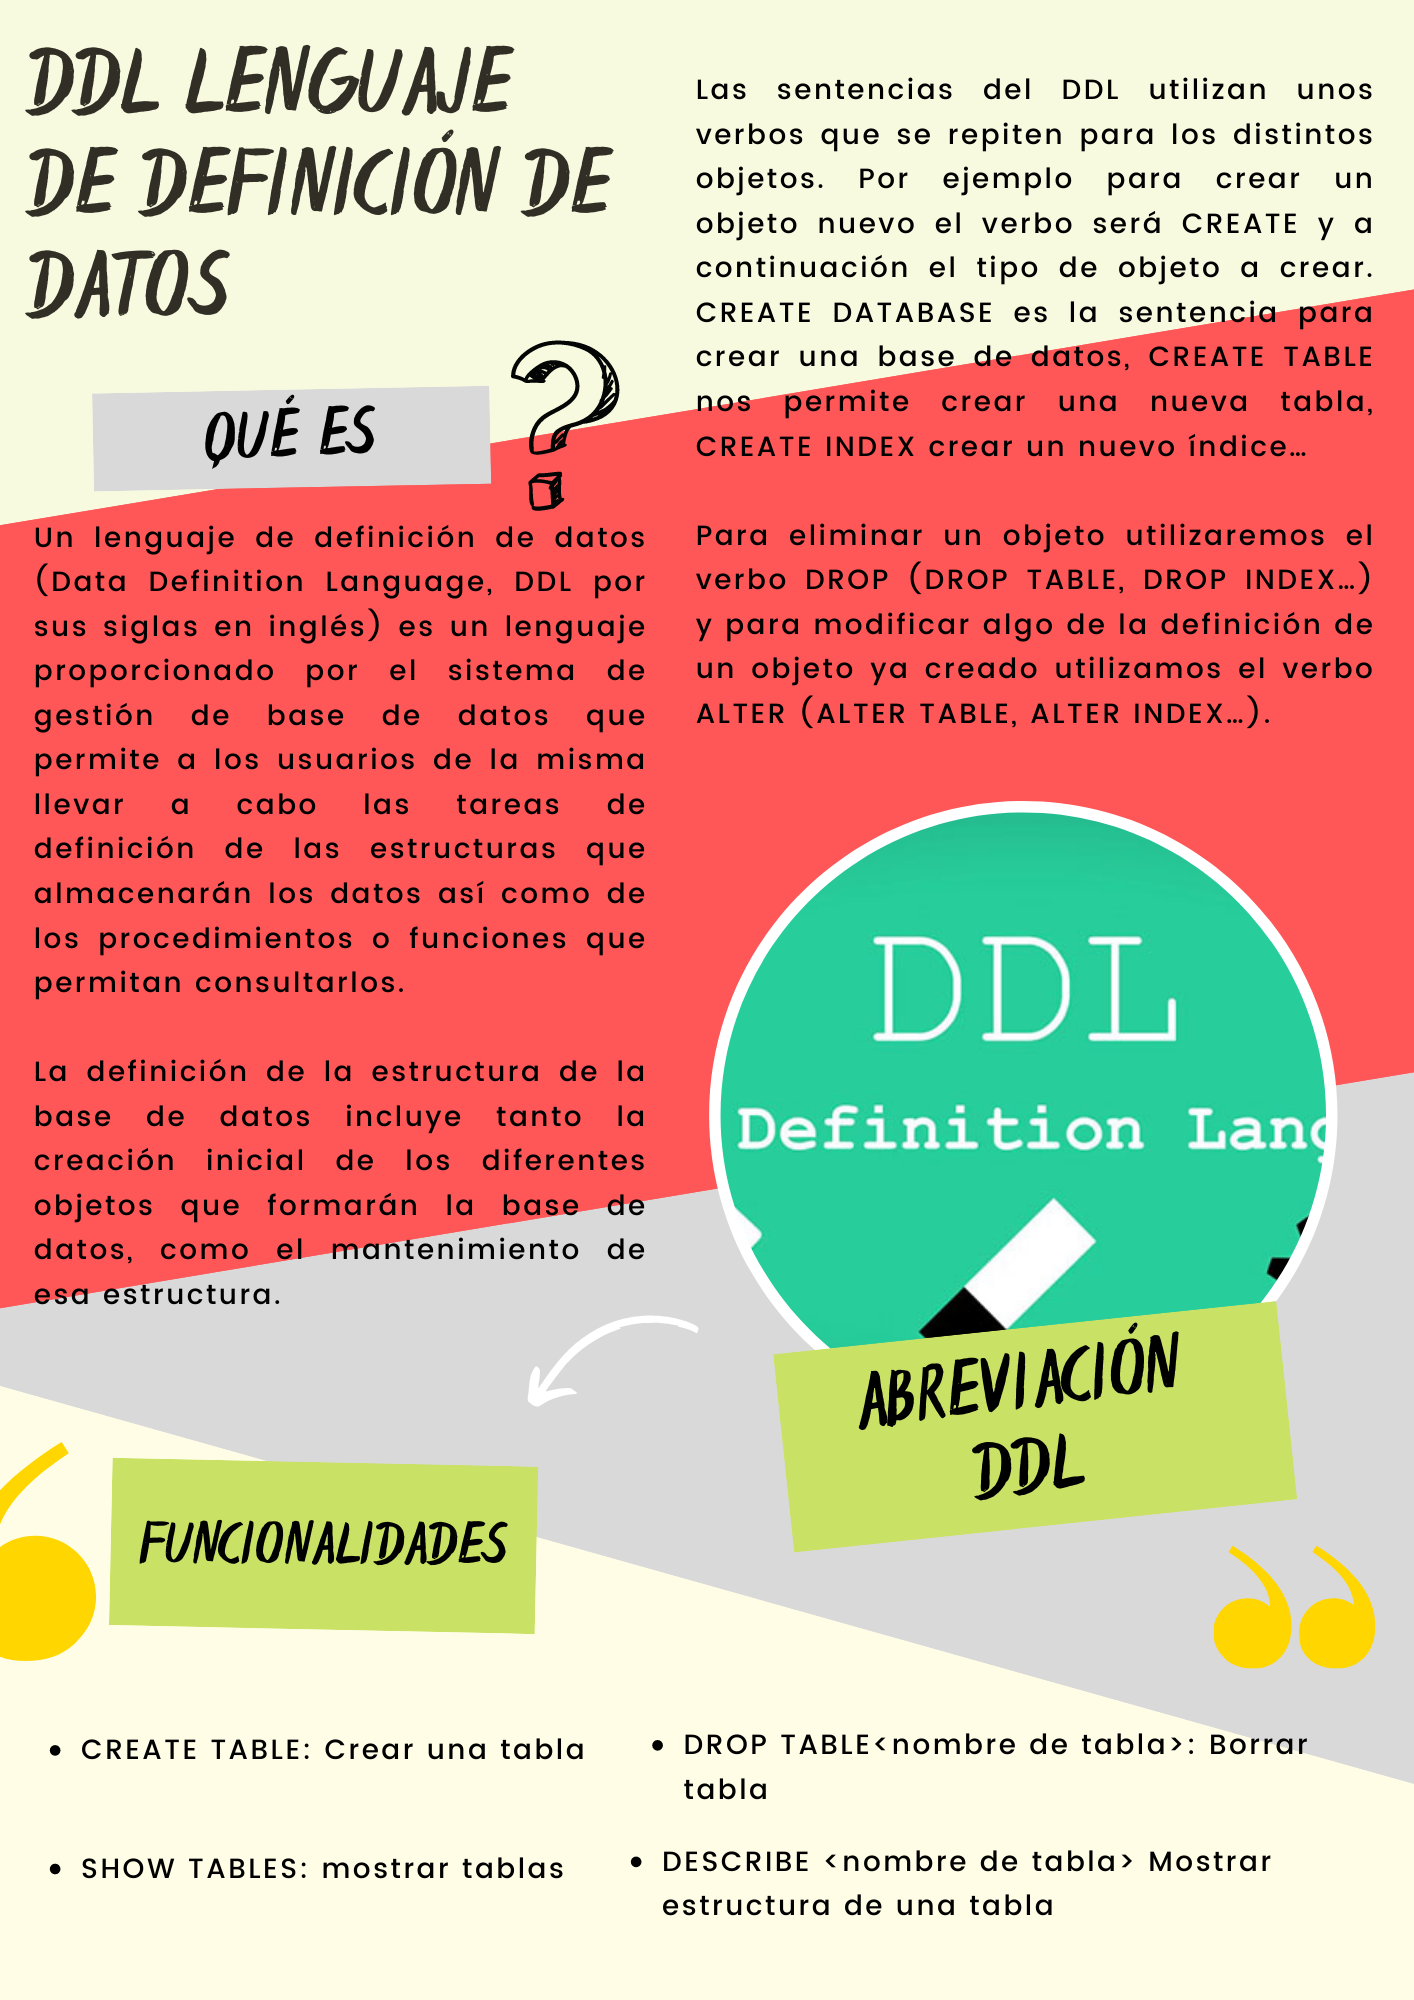 DDL LENGUAJE
DE DEFINICIÓN DE
DATOS
QUÉ ES
Un lenguaje de definición de datos
(Data Definition Language, DDL por
sus siglas en inglés) es un lenguaje
proporcionado por el sistema de
gestión de base de datos que
permite a los usuarios de la misma
llevar a cabo las tareas de
definición de las estructuras que
almacenarán los datos así como de
los procedimientos o funciones que
permitan consultarlos.
La definición de la estructura de la
base de datos incluye tanto la
creación inicial de los diferentes
objetos que formarán la base de
datos, como el mantenimiento de
esa estructura.
Las sentencias del DDL utilizan unos
verbos que se repiten para los distintos
objetos. Por ejemplo para crear un
objeto nuevo el verbo será CREATE y a
continuación el tipo de objeto a crear.
CREATE DATABASE es la sentencia para
crear una base de datos, CREATE TABLE
nos permite crear una nueva tabla,
CREATE INDEX crear un nuevo índice…
Para eliminar un objeto utilizaremos el
verbo DROP (DROP TABLE, DROP INDEX…)
y para modificar algo de la definición de
un objeto ya creado utilizamos el verbo
ALTER (ALTER TABLE, ALTER INDEX…).
DDL
Definition Lang
ABREVIACIÓN
DDL
FUNCIONALIDADES
• CREATE TABLE: Crear una tabla
• SHOW TABLES: mostrar tablas
• DROP TABLE<nombre de tabla>: Borrar
tabla
• DESCRIBE <nombre de tabla> Mostrar
estructura de una tabla